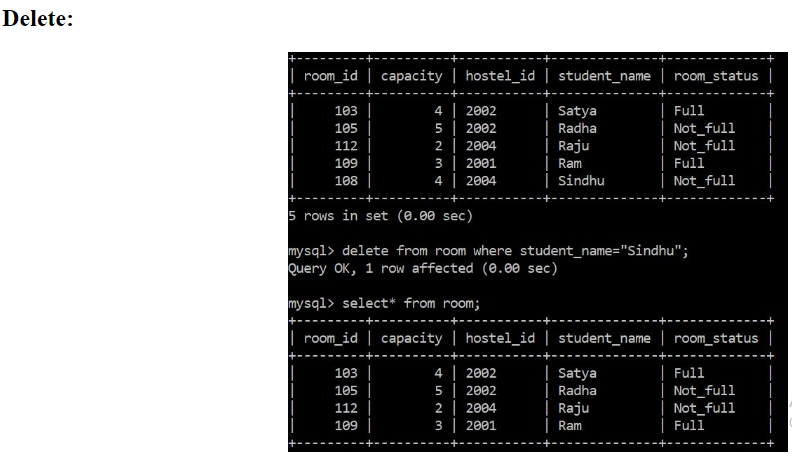 Delete:
+---------+----------+-----------+--------------+-------------+
| room_id | capacity | hostel_id | student_name | room_status |
+---------+----------+-----------+--------------+-------------+
| 103 | 4 | 2002 | Satya | Full |
| 105 | 5 | 2002 | Radha | Not_full |
| 112 | 2 | 2004 | Raju | Not_full |
| 109 | 3 | 2001 | Ram | Full |
| 108 | 4 | 2004 | Sindhu | Not_full |
+---------+----------+-----------+--------------+-------------+
5 rows in set (0.00 sec)
mysql> delete from room where student_name="Sindhu";
Query OK, 1 row affected (0.00 sec)
mysql> select* from room;
+---------+----------+-----------+--------------+-------------+
| room_id | capacity | hostel_id | student_name | room_status |
+---------+----------+-----------+--------------+-------------+
| 103 | 4 | 2002 | Satya | Full |
| 105 | 5 | 2002 | Radha | Not_full |
| 112 | 2 | 2004 | Raju | Not_full |
| 109 | 3 | 2001 | Ram | Full |
+---------+----------+-----------+--------------+-------------+